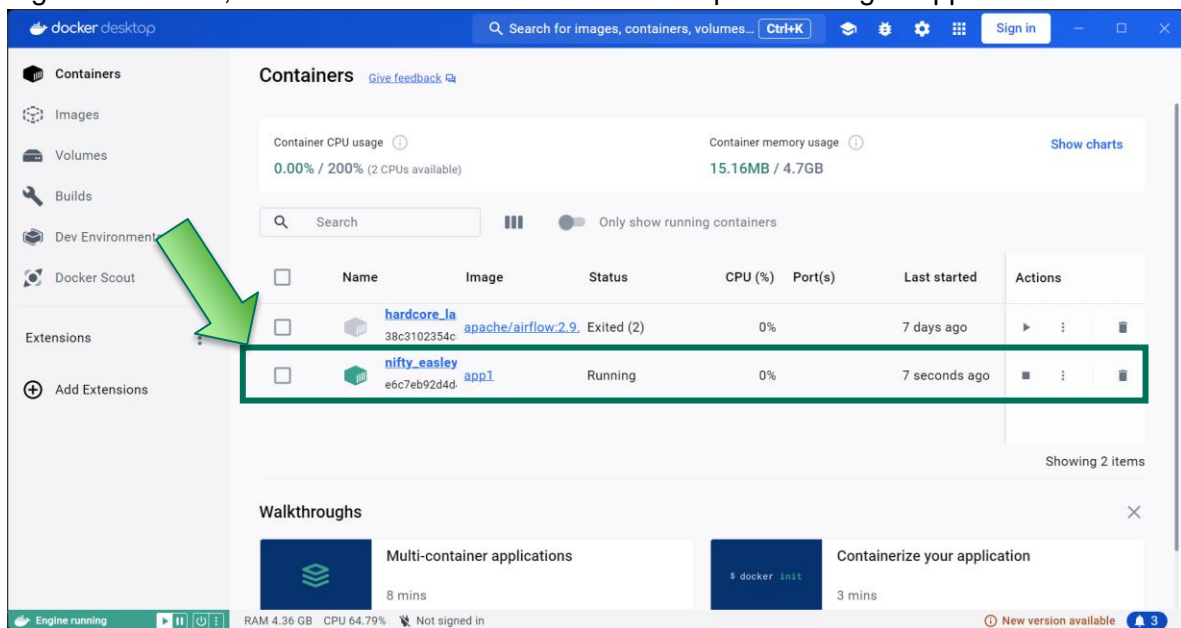 docker desktop
Search for images, containers, volumes... Ctrl+K
Sign in
Containers
Images
Volumes
Builds
Dev Environments
Docker Scout
Extensions
Add Extensions
Containers Give feedback
Container CPU usage
0.00% / 200% (2 CPUs available)
Container memory usage
15.16MB / 4.7GB
Show charts
Search
Only show running containers
Name Image Status CPU (%) Port(s) Last started Actions
hardcore_la
38c3102354c
apache/airflow:2.9. Exited (2) 0% 7 days ago
nifty_easley
e6c7eb92d4d
app1 Running 0% 7 seconds ago
Showing 2 items
Walkthroughs
Multi-container applications
8 mins
$ docker init
Containerize your application
3 mins
Engine running
RAM 4.36 GB CPU 64.79% Not signed in
New version available 3